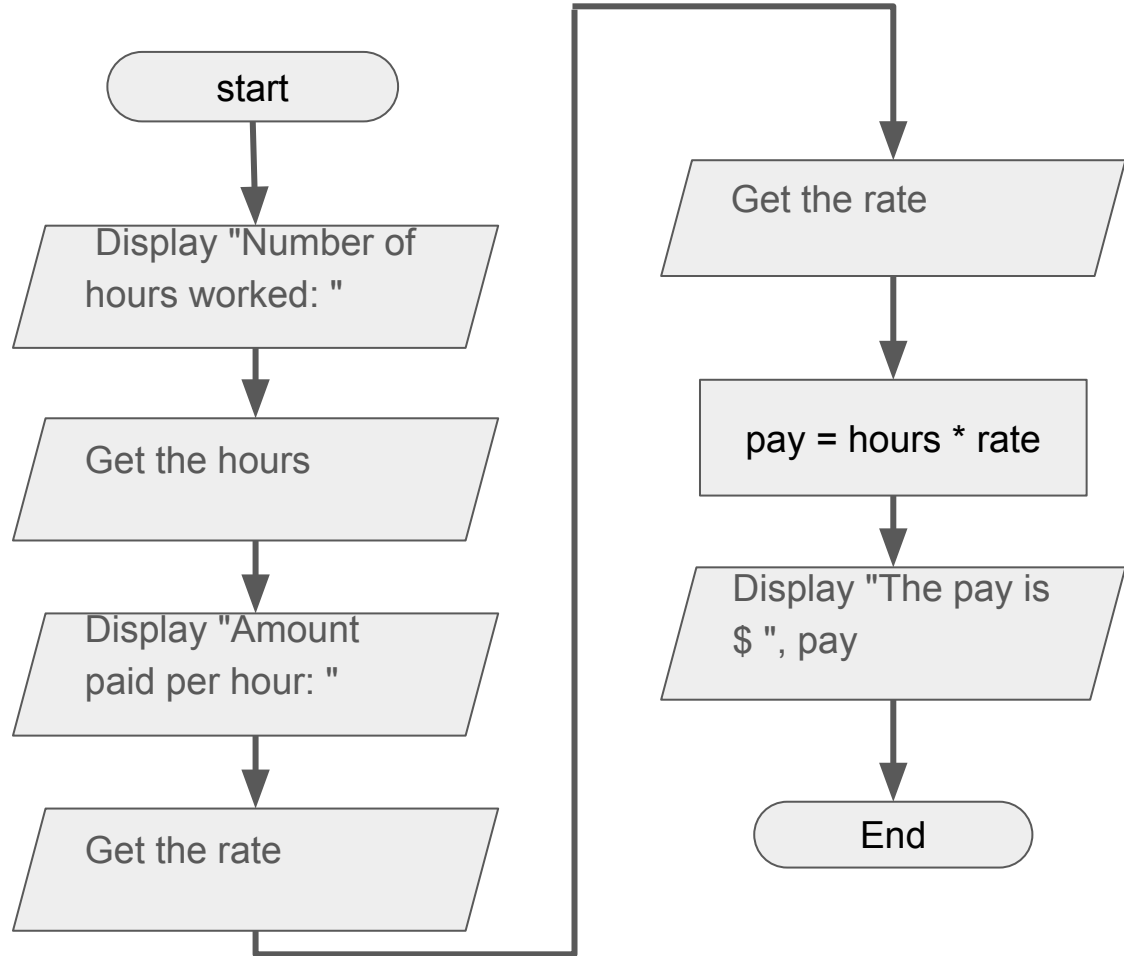 start
Display "Number of
hours worked: "
Get the hours
Display "Amount
paid per hour: "
Get the rate
Get the rate
pay = hours * rate
Display "The pay is
$ ", pay
End